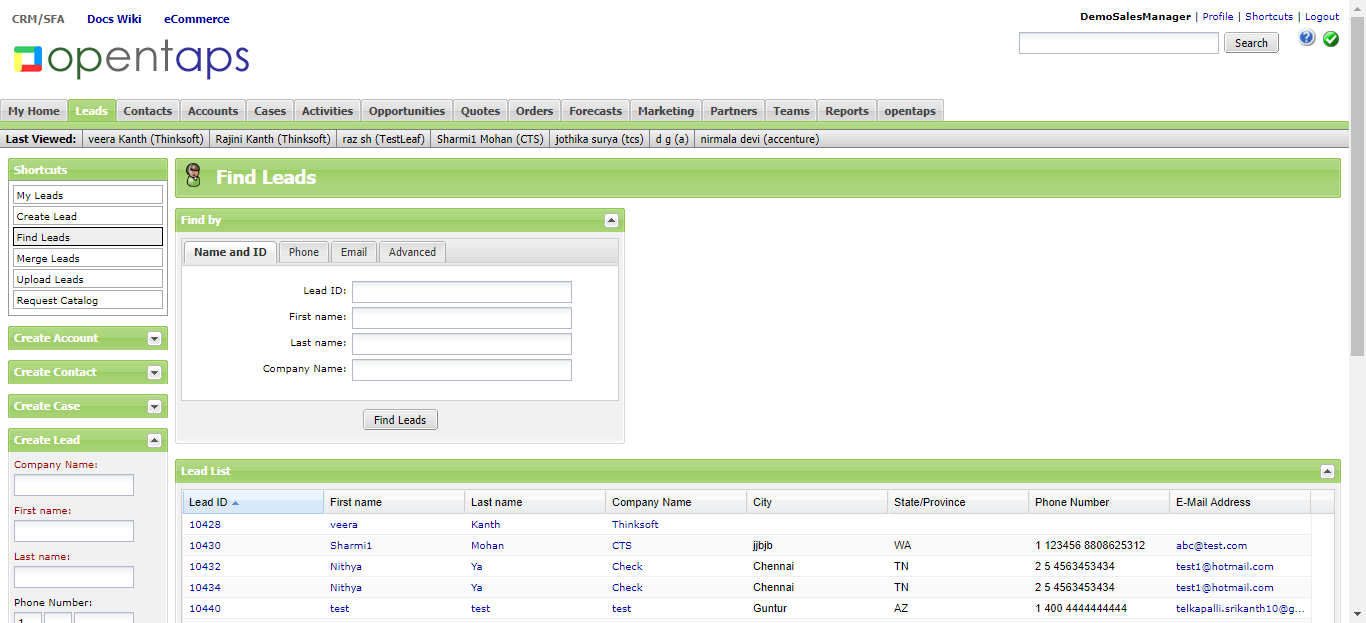 CRM/SFA Docs Wiki eCommerce
DemoSalesManager | Profile | Shortcuts | Logout
opentaps
Search
My Home Leads Contacts Accounts Cases Activities Opportunities Quotes Orders Forecasts Marketing Partners Teams Reports opentaps
Last Viewed: veera Kanth (Thinksoft) Rajini Kanth (Thinksoft) raz sh (TestLeaf) Sharmi1 Mohan (CTS) jothika surya (tcs) d g (a) nirmala devi (accenture)
Shortcuts
My Leads
Create Lead
Find Leads
Merge Leads
Upload Leads
Request Catalog
Create Account
Create Contact
Create Case
Create Lead
Company Name:
First name:
Last name:
Phone Number:
1
Find Leads
Find by
Name and ID Phone Email Advanced
Lead ID:
First name:
Last name:
Company Name:
Find Leads
Lead List
Lead ID First name Last name Company Name City State/Province Phone Number E-Mail Address
10428 veera Kanth Thinksoft
10430 Sharmi1 Mohan CTS jjbjb WA 1 123456 8808625312 abc@test.com
10432 Nithya Ya Check Chennai TN 2 5 4563453434 test1@hotmail.com
10434 Nithya Ya Check Chennai TN 2 5 4563453434 test1@hotmail.com
10440 test test test Guntur AZ 1 400 4444444444 telkapalli.srikanth10@g...